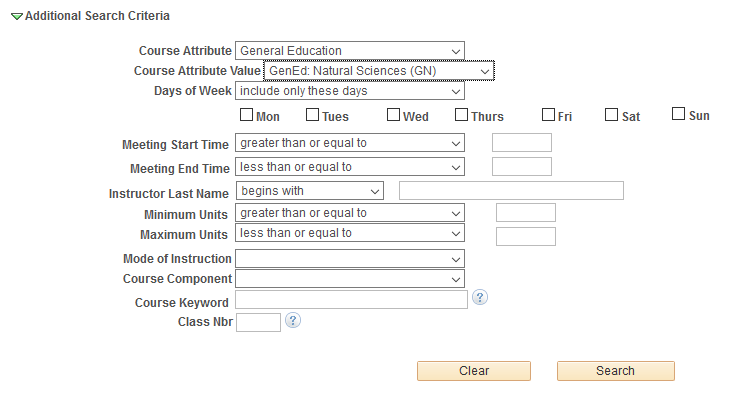 Additional Search Criteria
Course Attribute General Education
Course Attribute Value GenEd: Natural Sciences (GN)
Days of Week include only these days
Mon Tues Wed Thurs Fri Sat Sun
Meeting Start Time greater than or equal to
Meeting End Time less than or equal to
Instructor Last Name begins with
Minimum Units greater than or equal to
Maximum Units less than or equal to
Mode of Instruction
Course Component
Course Keyword ?
Class Nbr ?
Clear Search